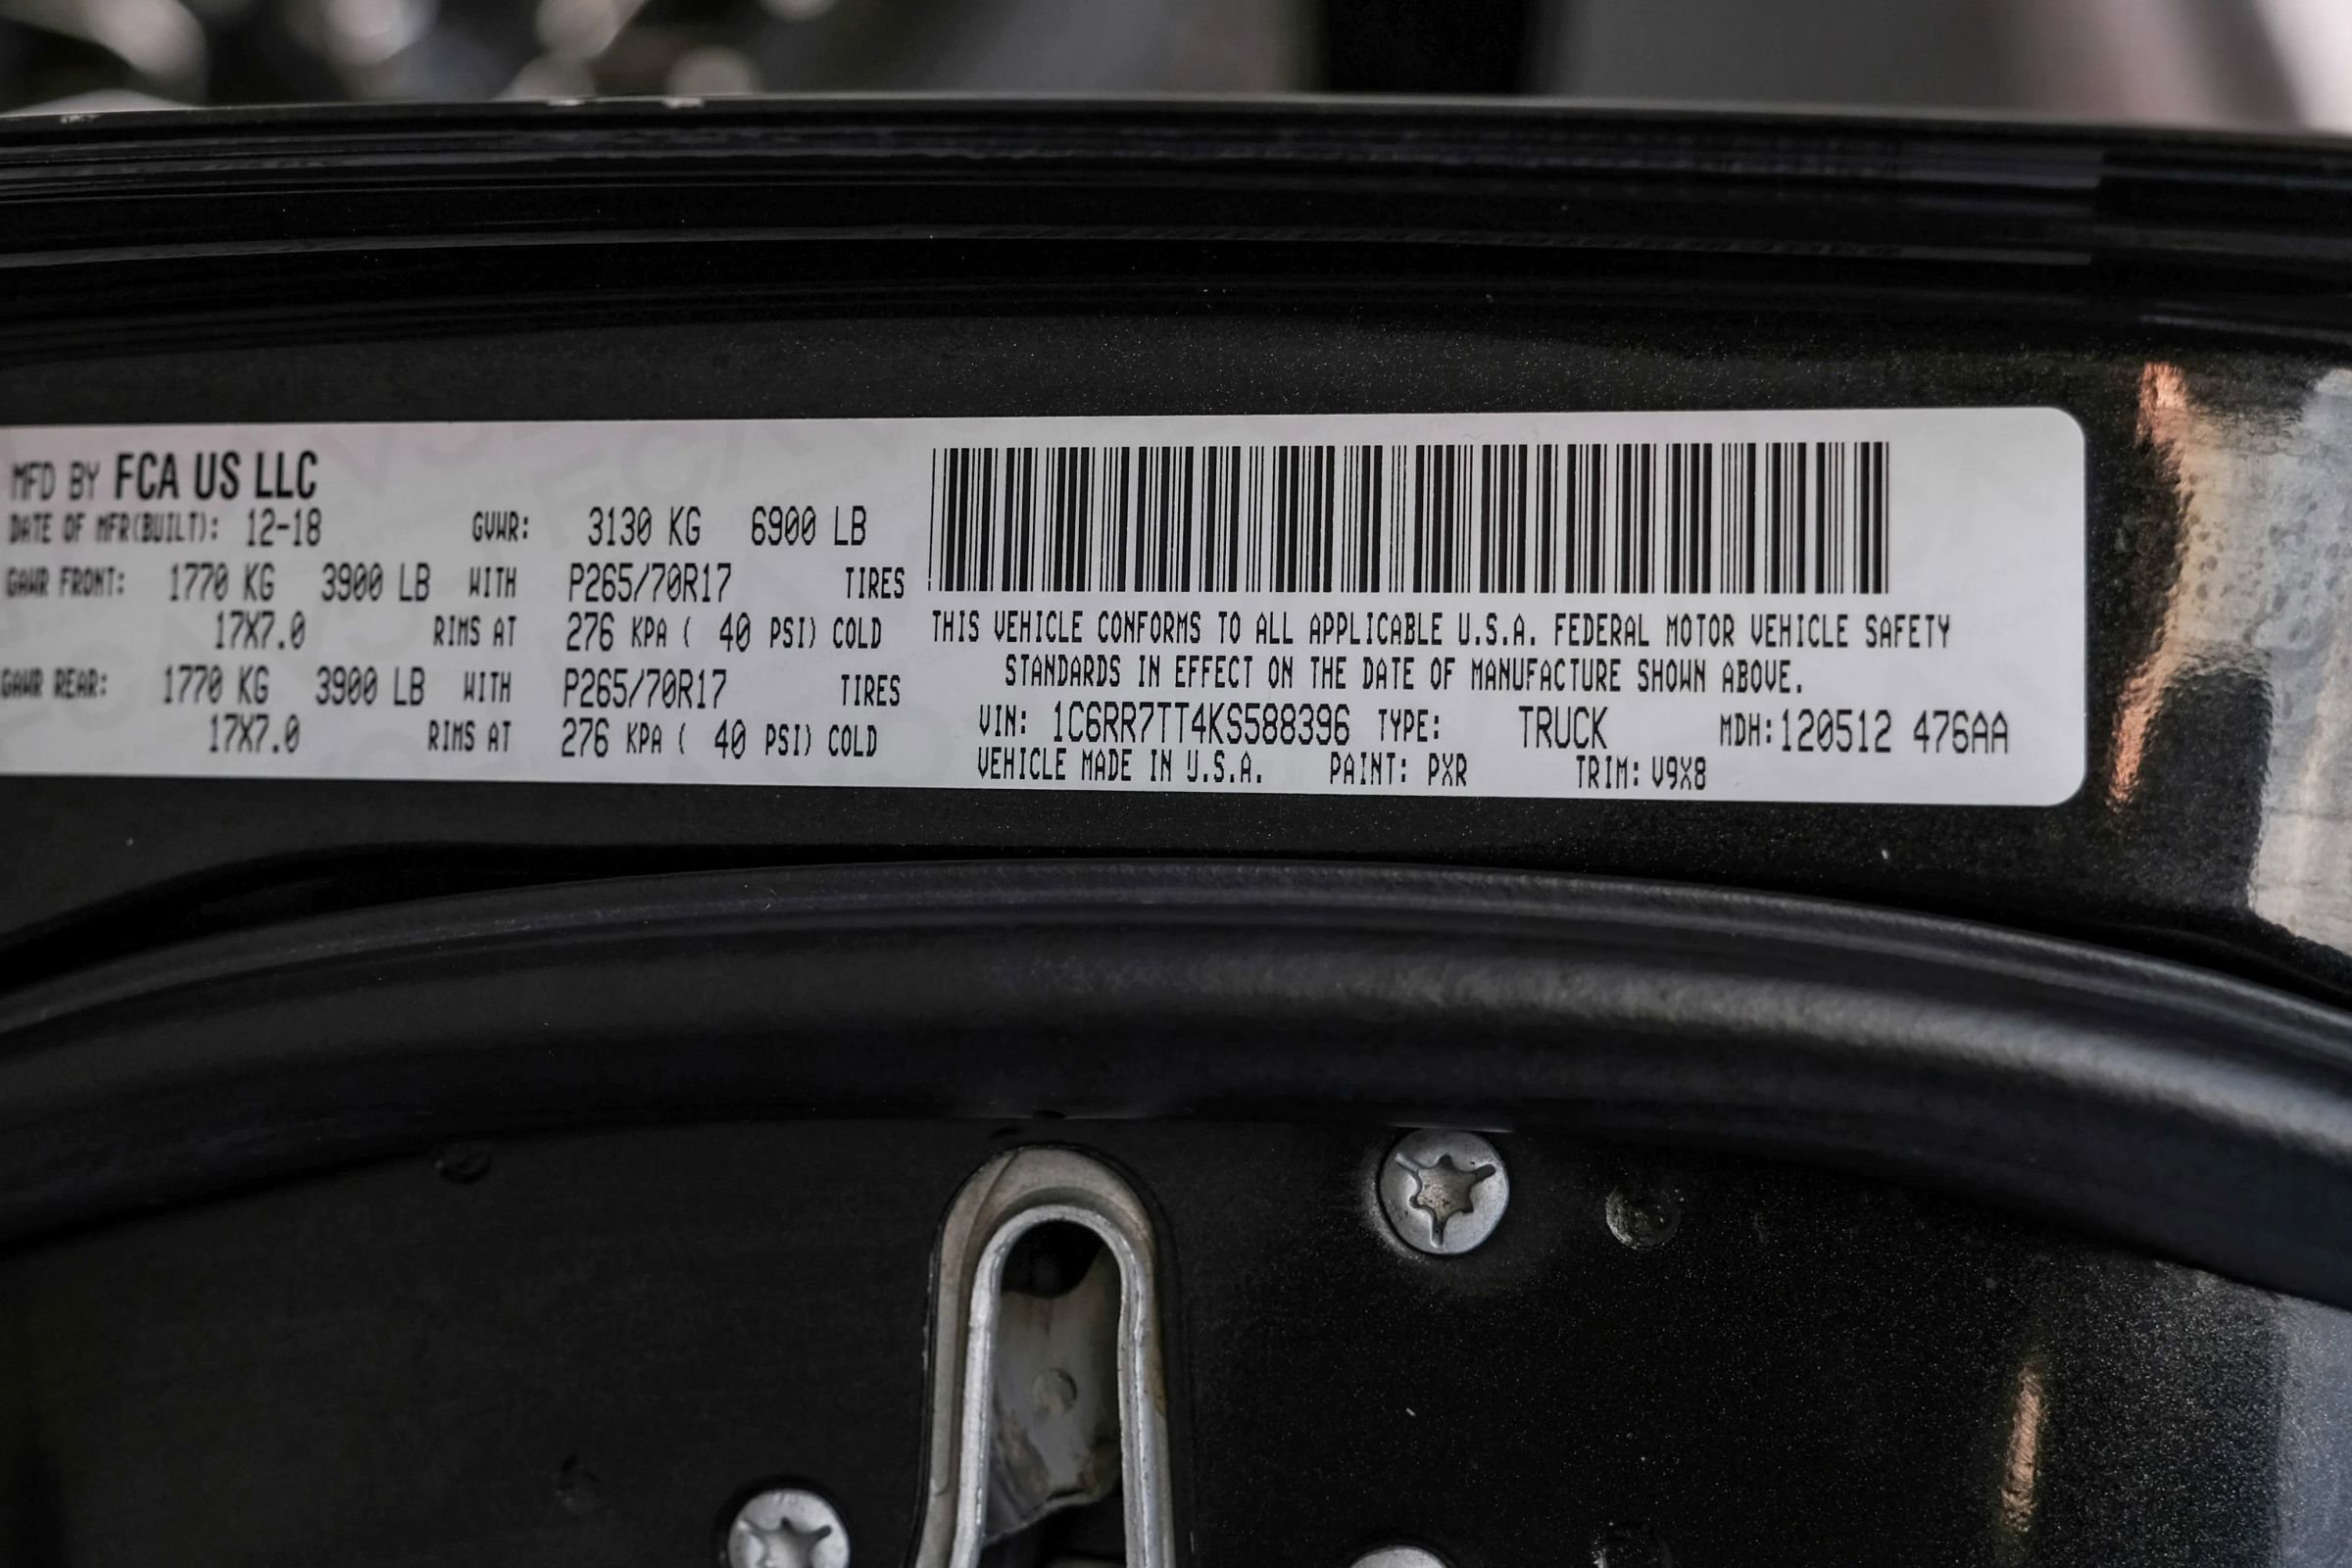 MFD BY FCA US LLC
DATE OF MFR(BUILT): 12-18 GVWR: 3130 KG 6900 LB
GAWR FRONT: 1770 KG 3900 LB WITH P265/70R17 TIRES
17X7.0 RIMS AT 276 KPA ( 40 PSI) COLD
GAWR REAR: 1770 KG 3900 LB WITH P265/70R17 TIRES
17X7.0 RIMS AT 276 KPA ( 40 PSI) COLD
THIS VEHICLE CONFORMS TO ALL APPLICABLE U.S.A. FEDERAL MOTOR VEHICLE SAFETY
STANDARDS IN EFFECT ON THE DATE OF MANUFACTURE SHOWN ABOVE.
VIN: 1C6RR7TT4KS588396 TYPE: TRUCK MDH:120512 476AA
VEHICLE MADE IN U.S.A. PAINT: PXR TRIM: V9X8